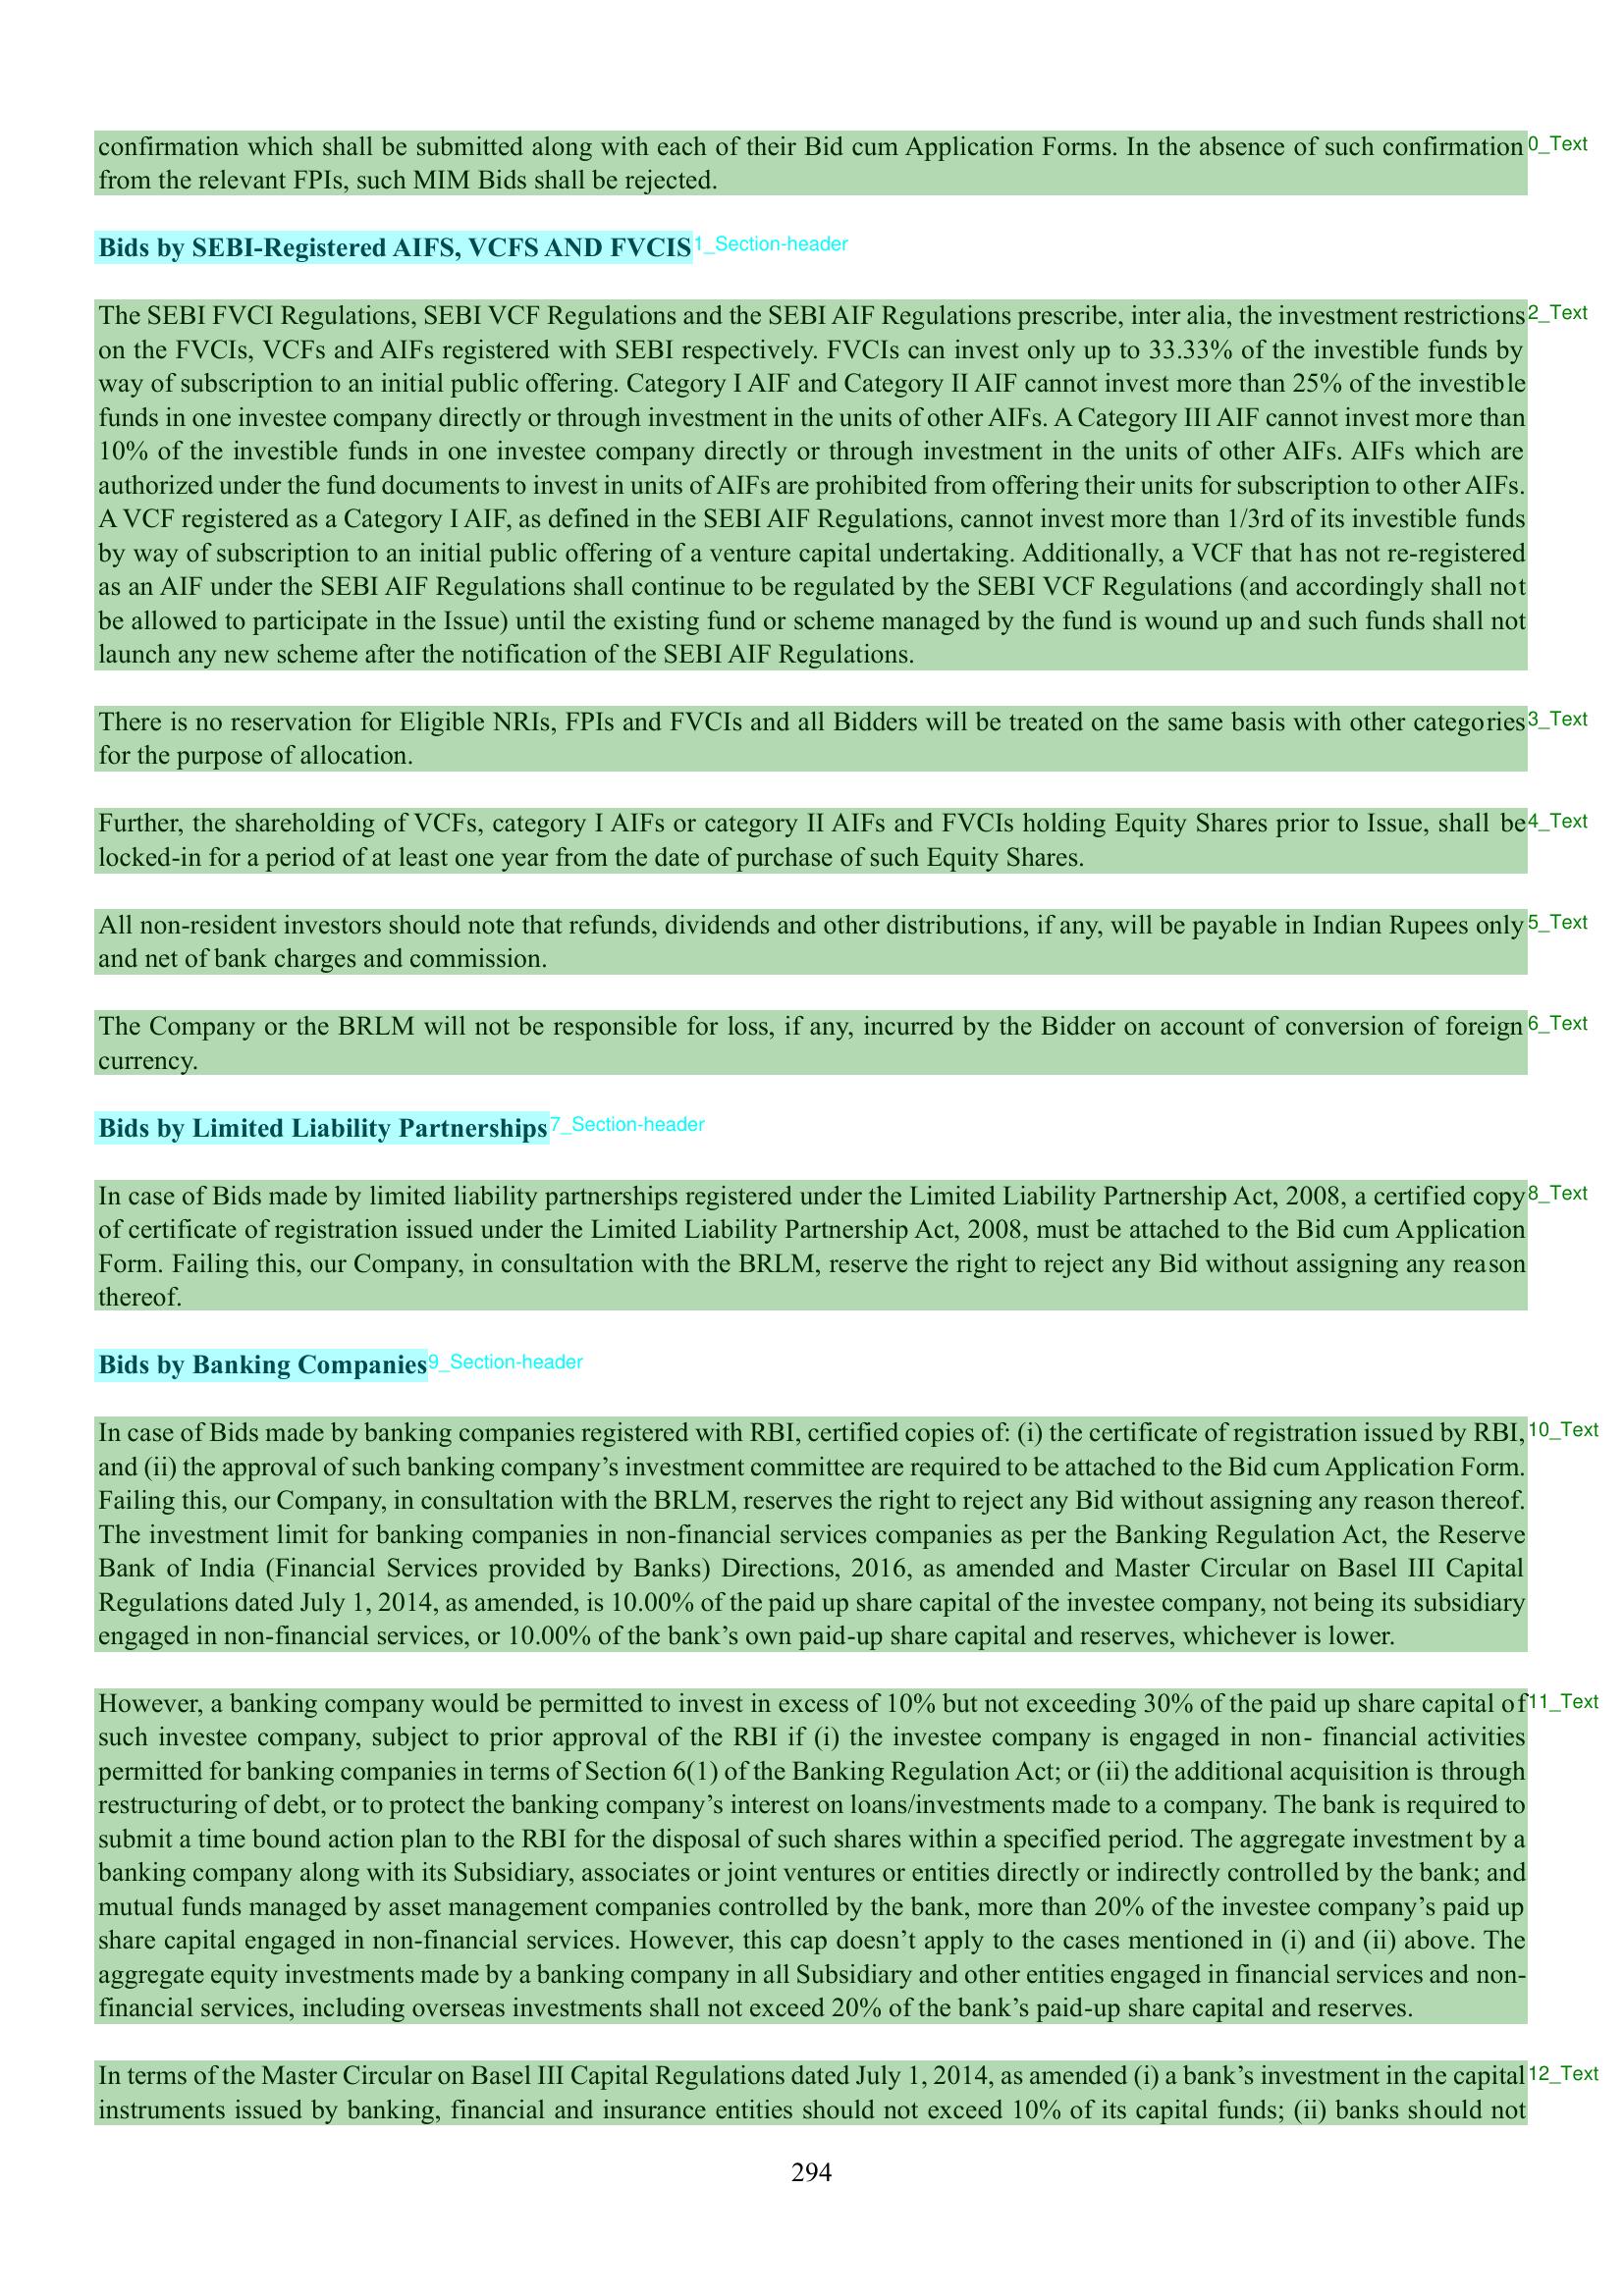 confirmation which shall be submitted along with each of their Bid cum Application Forms. In the absence of such confirmation 0_Text
from the relevant FPIs, such MIM Bids shall be rejected.
Bids by SEBI-Registered AIFS, VCFS AND FVCIS 1_Section-header
The SEBI FVCI Regulations, SEBI VCF Regulations and the SEBI AIF Regulations prescribe, inter alia, the investment restrictions 2_Text
on the FVCIs, VCFs and AIFs registered with SEBI respectively. FVCIs can invest only up to 33.33% of the investible funds by
way of subscription to an initial public offering. Category I AIF and Category II AIF cannot invest more than 25% of the investible
funds in one investee company directly or through investment in the units of other AIFs. A Category III AIF cannot invest more than
10% of the investible funds in one investee company directly or through investment in the units of other AIFs. AIFs which are
authorized under the fund documents to invest in units of AIFs are prohibited from offering their units for subscription to other AIFs.
A VCF registered as a Category I AIF, as defined in the SEBI AIF Regulations, cannot invest more than 1/3rd of its investible funds
by way of subscription to an initial public offering of a venture capital undertaking. Additionally, a VCF that has not re-registered
as an AIF under the SEBI AIF Regulations shall continue to be regulated by the SEBI VCF Regulations (and accordingly shall not
be allowed to participate in the Issue) until the existing fund or scheme managed by the fund is wound up and such funds shall not
launch any new scheme after the notification of the SEBI AIF Regulations.
There is no reservation for Eligible NRIs, FPIs and FVCIs and all Bidders will be treated on the same basis with other categories 3_Text
for the purpose of allocation.
Further, the shareholding of VCFs, category I AIFs or category II AIFs and FVCIs holding Equity Shares prior to Issue, shall be 4_Text
locked-in for a period of at least one year from the date of purchase of such Equity Shares.
All non-resident investors should note that refunds, dividends and other distributions, if any, will be payable in Indian Rupees only 5_Text
and net of bank charges and commission.
The Company or the BRLM will not be responsible for loss, if any, incurred by the Bidder on account of conversion of foreign 6_Text
currency.
Bids by Limited Liability Partnerships 7_Section-header
In case of Bids made by limited liability partnerships registered under the Limited Liability Partnership Act, 2008, a certified copy 8_Text
of certificate of registration issued under the Limited Liability Partnership Act, 2008, must be attached to the Bid cum Application
Form. Failing this, our Company, in consultation with the BRLM, reserve the right to reject any Bid without assigning any reason
thereof.
Bids by Banking Companies 9_Section-header
In case of Bids made by banking companies registered with RBI, certified copies of: (i) the certificate of registration issued by RBI, 10_Text
and (ii) the approval of such banking company’s investment committee are required to be attached to the Bid cum Application Form.
Failing this, our Company, in consultation with the BRLM, reserves the right to reject any Bid without assigning any reason thereof.
The investment limit for banking companies in non-financial services companies as per the Banking Regulation Act, the Reserve
Bank of India (Financial Services provided by Banks) Directions, 2016, as amended and Master Circular on Basel III Capital
Regulations dated July 1, 2014, as amended, is 10.00% of the paid up share capital of the investee company, not being its subsidiary
engaged in non-financial services, or 10.00% of the bank’s own paid-up share capital and reserves, whichever is lower.
However, a banking company would be permitted to invest in excess of 10% but not exceeding 30% of the paid up share capital of 11_Text
such investee company, subject to prior approval of the RBI if (i) the investee company is engaged in non- financial activities
permitted for banking companies in terms of Section 6(1) of the Banking Regulation Act; or (ii) the additional acquisition is through
restructuring of debt, or to protect the banking company’s interest on loans/investments made to a company. The bank is required to
submit a time bound action plan to the RBI for the disposal of such shares within a specified period. The aggregate investment by a
banking company along with its Subsidiary, associates or joint ventures or entities directly or indirectly controlled by the bank; and
mutual funds managed by asset management companies controlled by the bank, more than 20% of the investee company’s paid up
share capital engaged in non-financial services. However, this cap doesn’t apply to the cases mentioned in (i) and (ii) above. The
aggregate equity investments made by a banking company in all Subsidiary and other entities engaged in financial services and non-
financial services, including overseas investments shall not exceed 20% of the bank’s paid-up share capital and reserves.
In terms of the Master Circular on Basel III Capital Regulations dated July 1, 2014, as amended (i) a bank’s investment in the capital 12_Text
instruments issued by banking, financial and insurance entities should not exceed 10% of its capital funds; (ii) banks should not
294